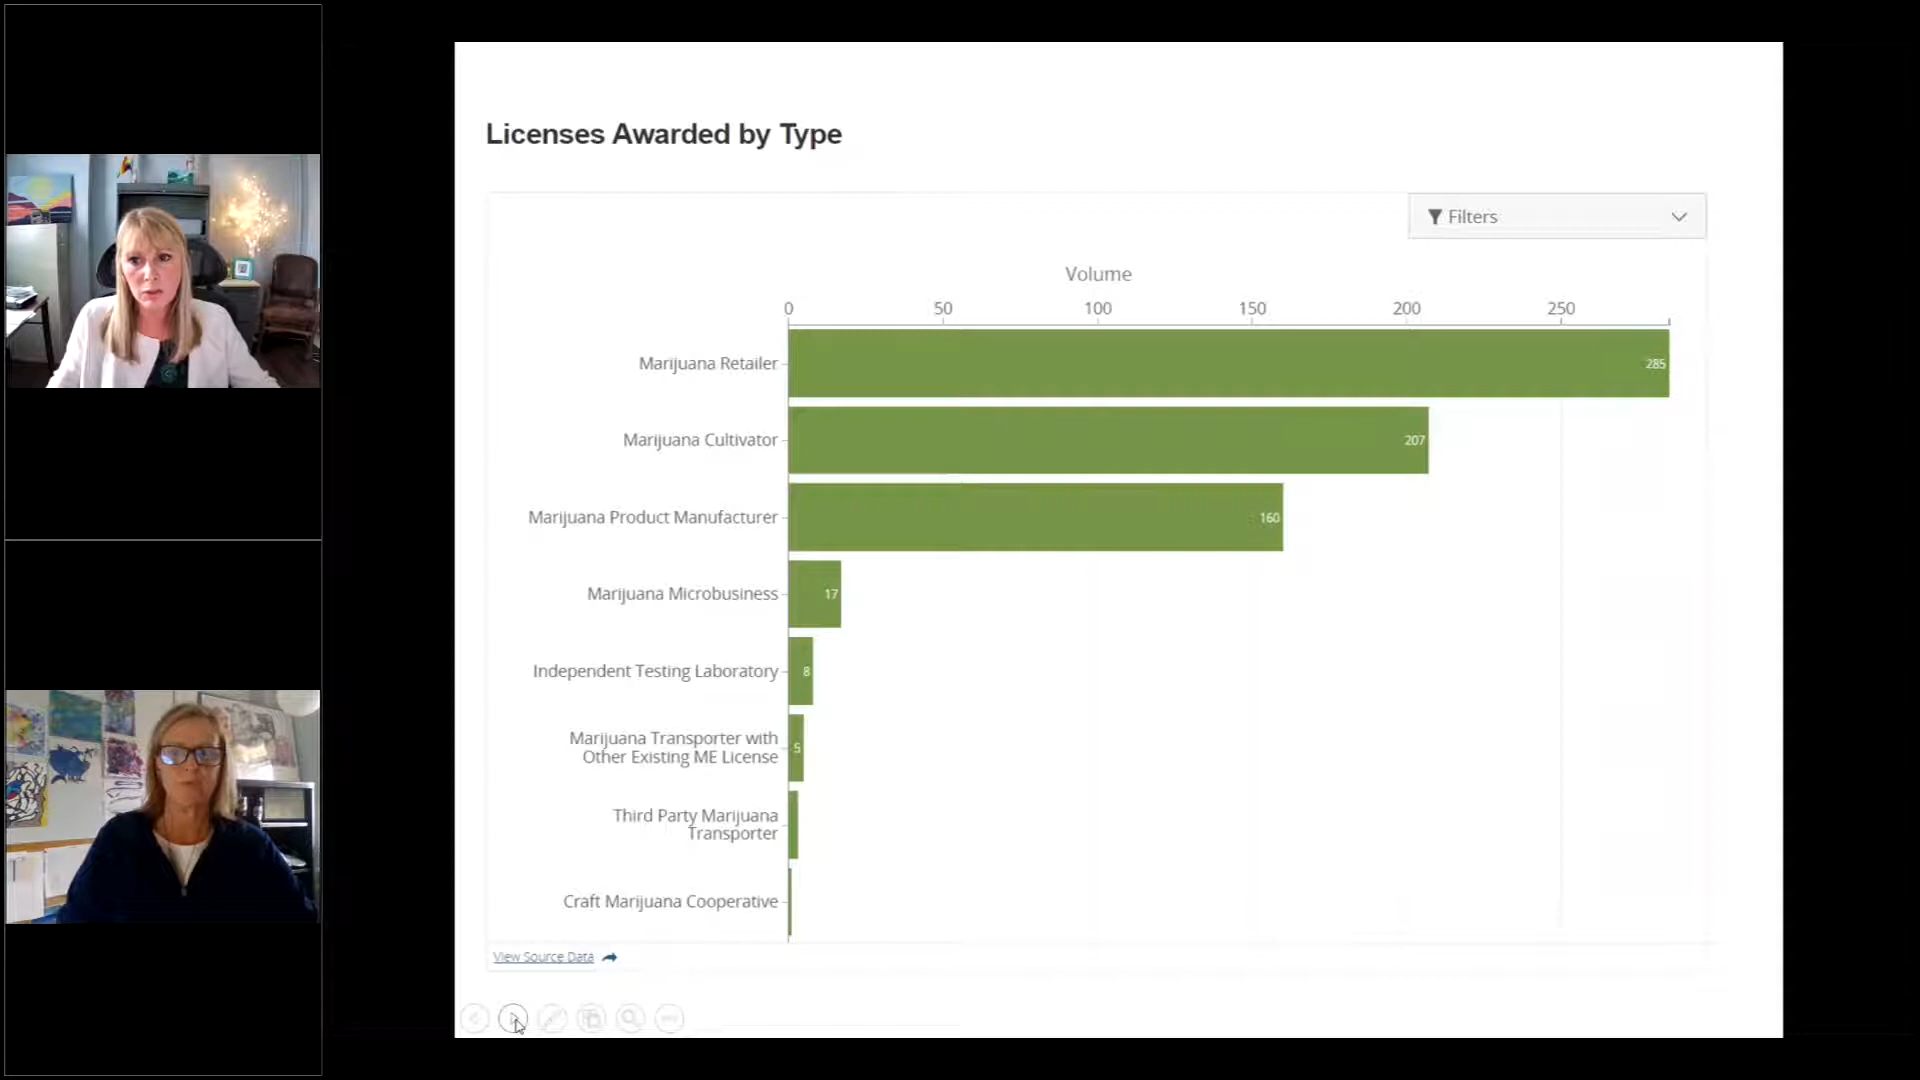 Licenses Awarded by Type
Filters
Volume
0 50 100 150 200 250
Marijuana Retailer 285
Marijuana Cultivator 207
Marijuana Product Manufacturer 160
Marijuana Microbusiness 17
Independent Testing Laboratory 8
Marijuana Transporter with
Other Existing ME License 5
Third Party Marijuana
Transporter
Craft Marijuana Cooperative
View Source Data